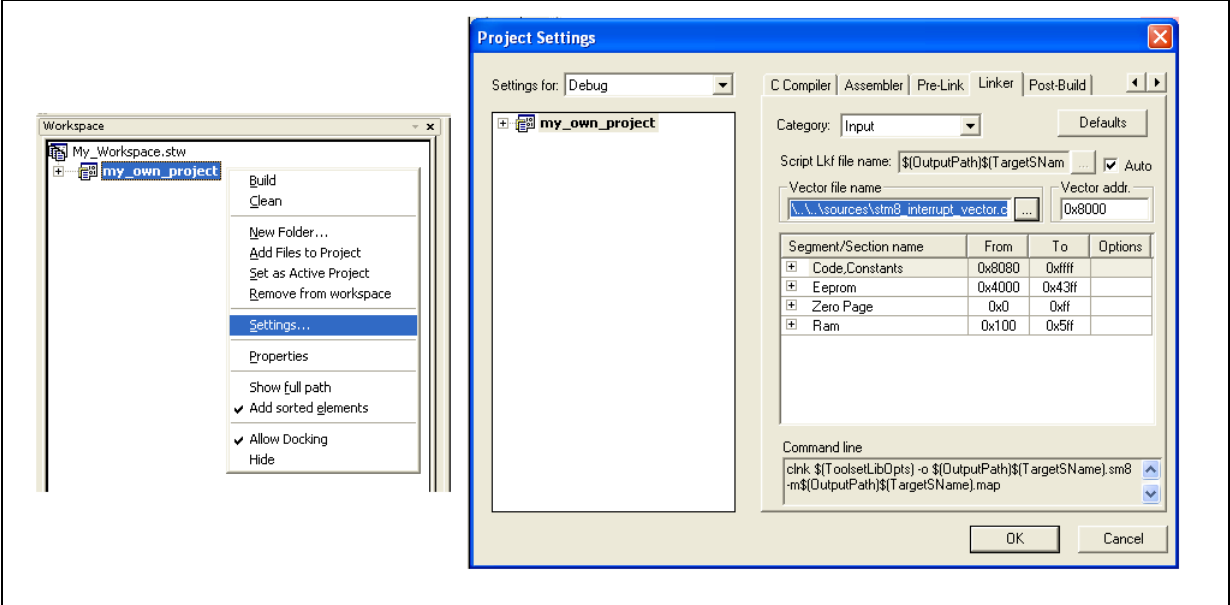 Workspace
My_Workspace.stw
my_own_project
Build
Clean
New Folder...
Add Files to Project
Set as Active Project
Remove from workspace
Settings...
Properties
Show full path
Add sorted elements
Allow Docking
Hide
Project Settings
Settings for: Debug
my_own_project
C Compiler Assembler Pre-Link Linker Post-Build
Category: Input Defaults
Script Lkf file name: $(OutputPath)$(TargetSNam ... Auto
Vector file name Vector addr.
\..\..\sources\stm8_interrupt_vector.c ... 0x8000
Segment/Section name From To Options
Code,Constants 0x8080 0xffff
Eeprom 0x4000 0x43ff
Zero Page 0x0 0xff
Ram 0x100 0x5ff
Command line
clnk $(ToolsetLibOpts) -o $(OutputPath)$(TargetSName).sm8
-m$(OutputPath)$(TargetSName).map
OK Cancel